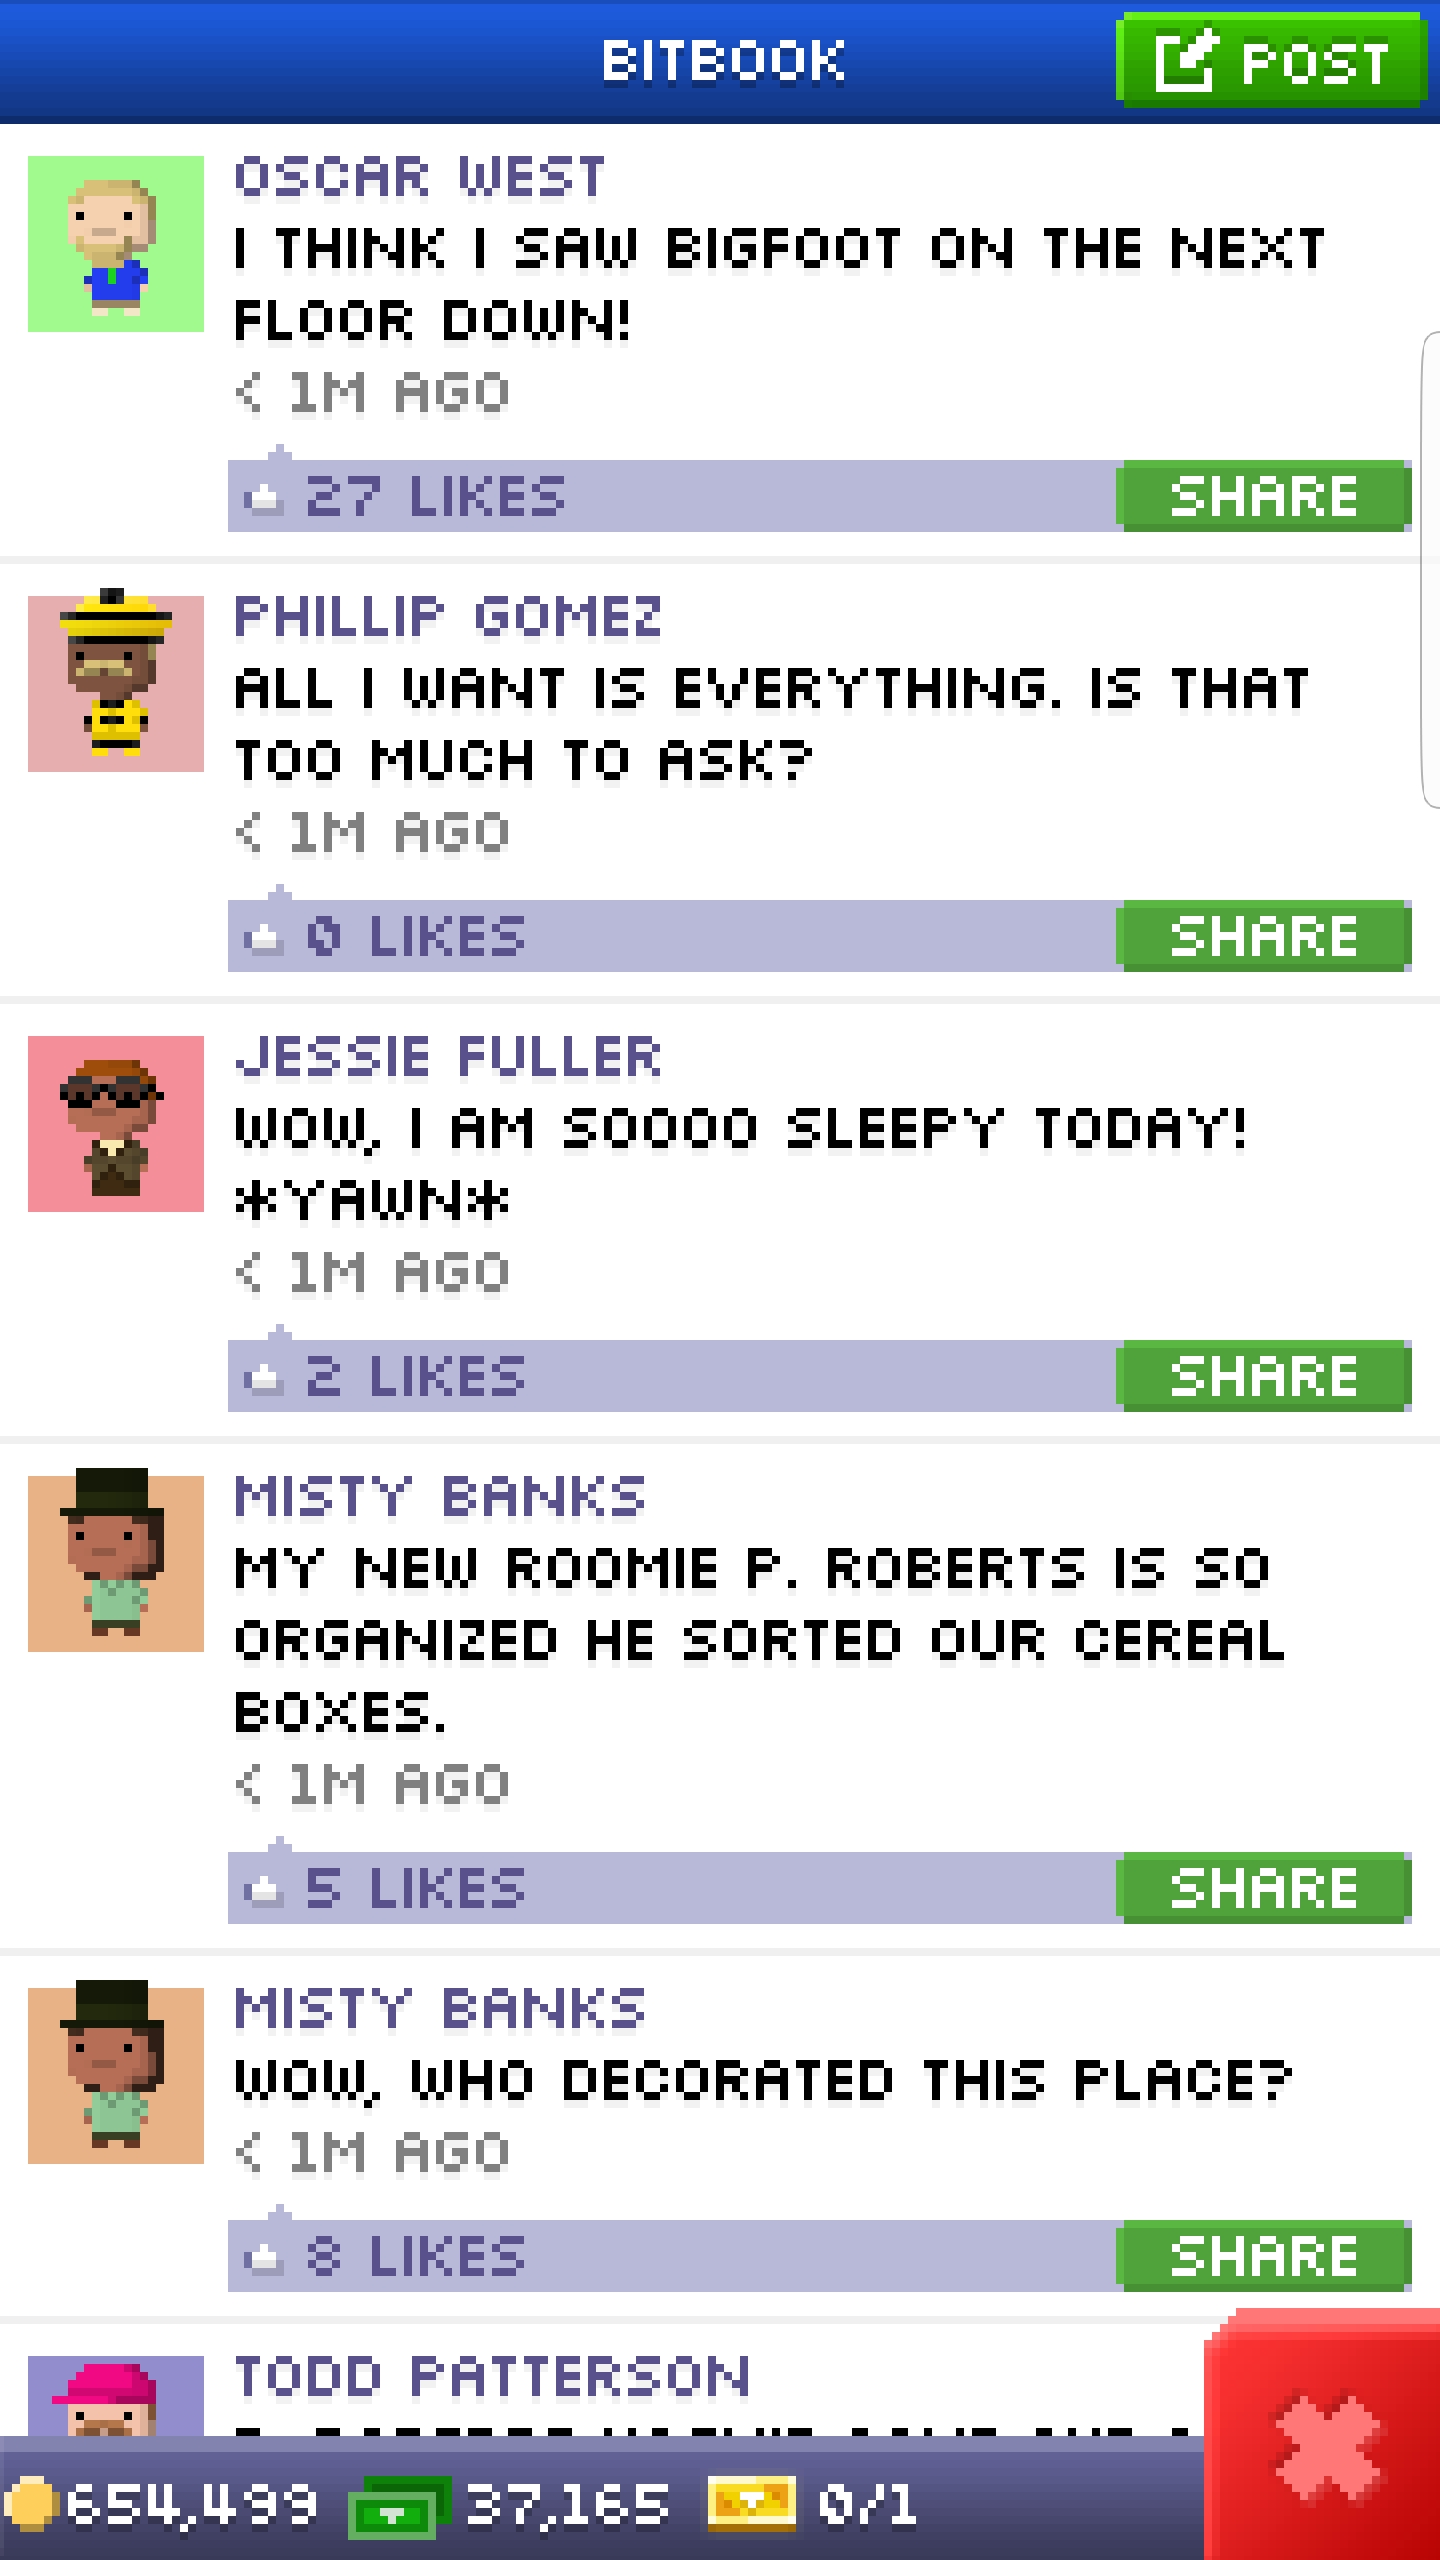 BITBOOK
POST
OSCAR WEST
I THINK I SAW BIGFOOT ON THE NEXT
FLOOR DOWN!
< 1M AGO
27 LIKES
SHARE
PHILLIP GOMEZ
ALL I WANT IS EVERYTHING. IS THAT
TOO MUCH TO ASK?
< 1M AGO
0 LIKES
SHARE
JESSIE FULLER
WOW, I AM SOOOO SLEEPY TODAY!
*YAWN*
< 1M AGO
2 LIKES
SHARE
MISTY BANKS
MY NEW ROOMIE P. ROBERTS IS SO
ORGANIZED HE SORTED OUR CEREAL
BOXES.
< 1M AGO
5 LIKES
SHARE
MISTY BANKS
WOW, WHO DECORATED THIS PLACE?
< 1M AGO
8 LIKES
SHARE
TODD PATTERSON
654,499
37,165
0/1